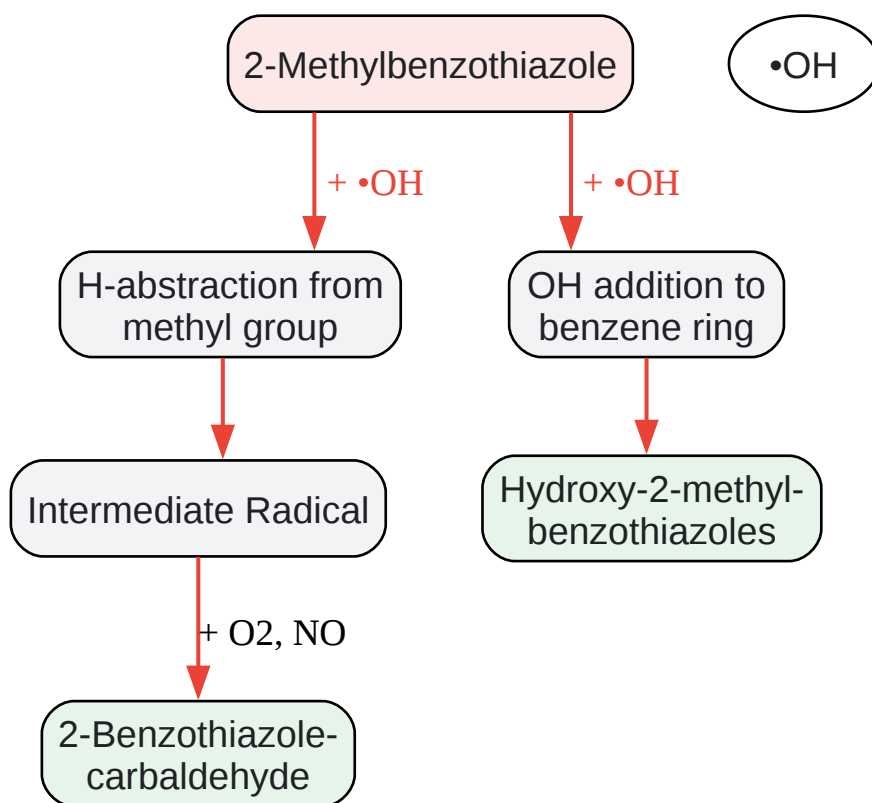 2-Methylbenzothiazole
•OH
+ •OH
+ •OH
H-abstraction from
methyl group
OH addition to
benzene ring
Intermediate Radical
Hydroxy-2-methyl-
benzothiazoles
+ O2, NO
2-Benzothiazole-
carbaldehyde